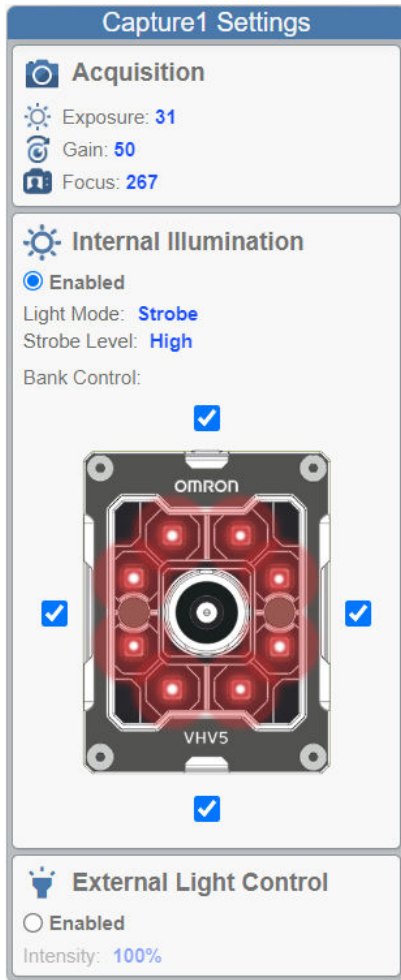 Capture1 Settings
Acquisition
Exposure: 31
Gain: 50
Focus: 267
Internal Illumination
Enabled
Light Mode: Strobe
Strobe Level: High
Bank Control:
OMRON
VHV5
External Light Control
Enabled
Intensity: 100%